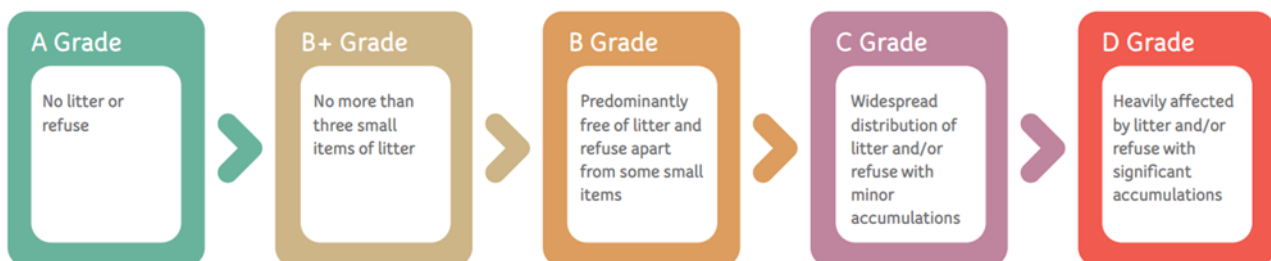 A Grade
No litter or
refuse
B+ Grade
No more than
three small
items of litter
B Grade
Predominantly
free of litter and
refuse apart
from some small
items
C Grade
Widespread
distribution of
litter and/or
refuse with
minor
accumulations
D Grade
Heavily affected
by litter and/or
refuse with
significant
accumulations